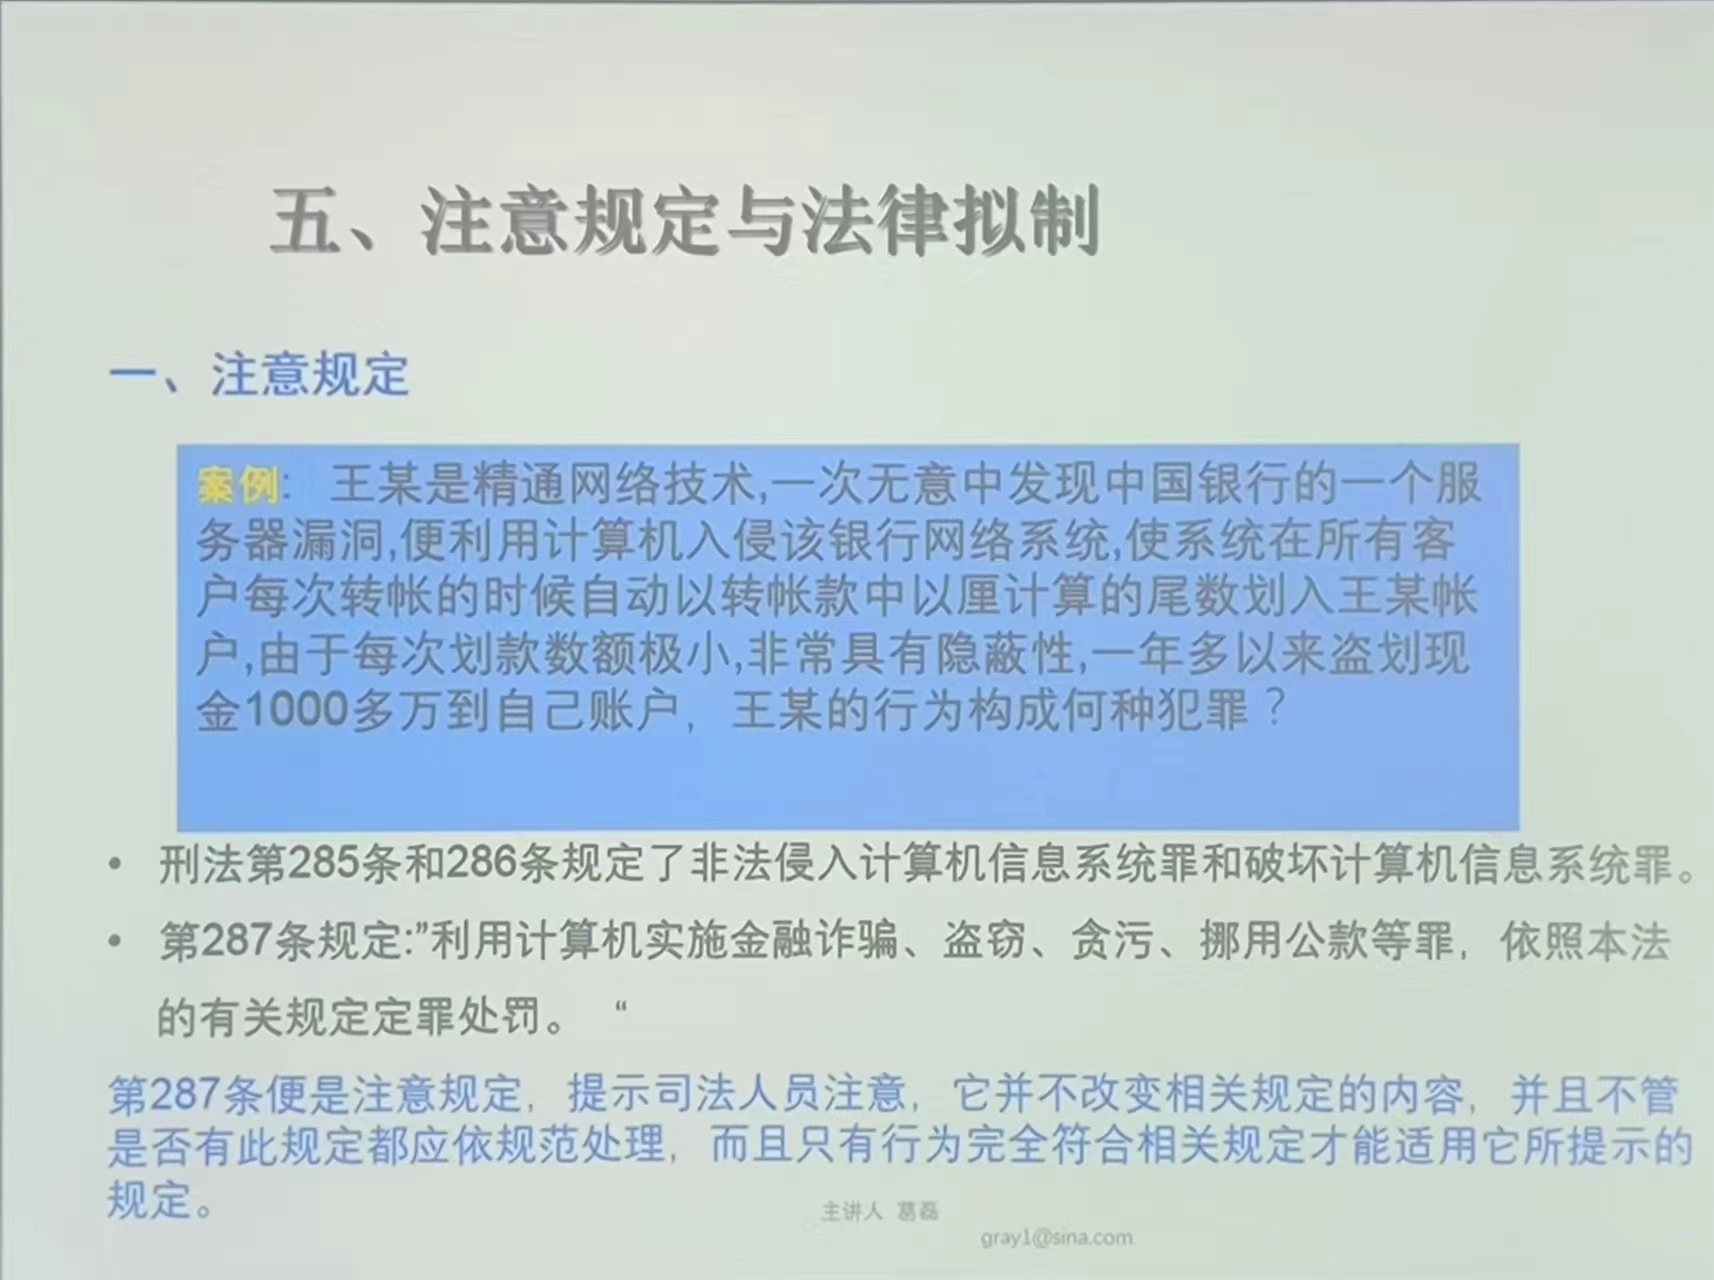 五、注意规定与法律拟制
一、注意规定
案例: 王某是精通网络技术,一次无意中发现中国银行的一个服
务器漏洞,便利用计算机入侵该银行网络系统,使系统在所有客
户每次转帐的时候自动以转帐款中以厘计算的尾数划入王某帐
户,由于每次划款数额极小,非常具有隐蔽性,一年多以来盗划现
金1000多万到自己账户，王某的行为构成何种犯罪？
• 刑法第285条和286条规定了非法侵入计算机信息系统罪和破坏计算机信息系统罪。
• 第287条规定:”利用计算机实施金融诈骗、盗窃、贪污、挪用公款等罪，依照本法
的有关规定定罪处罚。 “
第287条便是注意规定，提示司法人员注意，它并不改变相关规定的内容，并且不管
是否有此规定都应依规范处理，而且只有行为完全符合相关规定才能适用它所提示的
规定。
主讲人 葛磊
gray1@sina.com